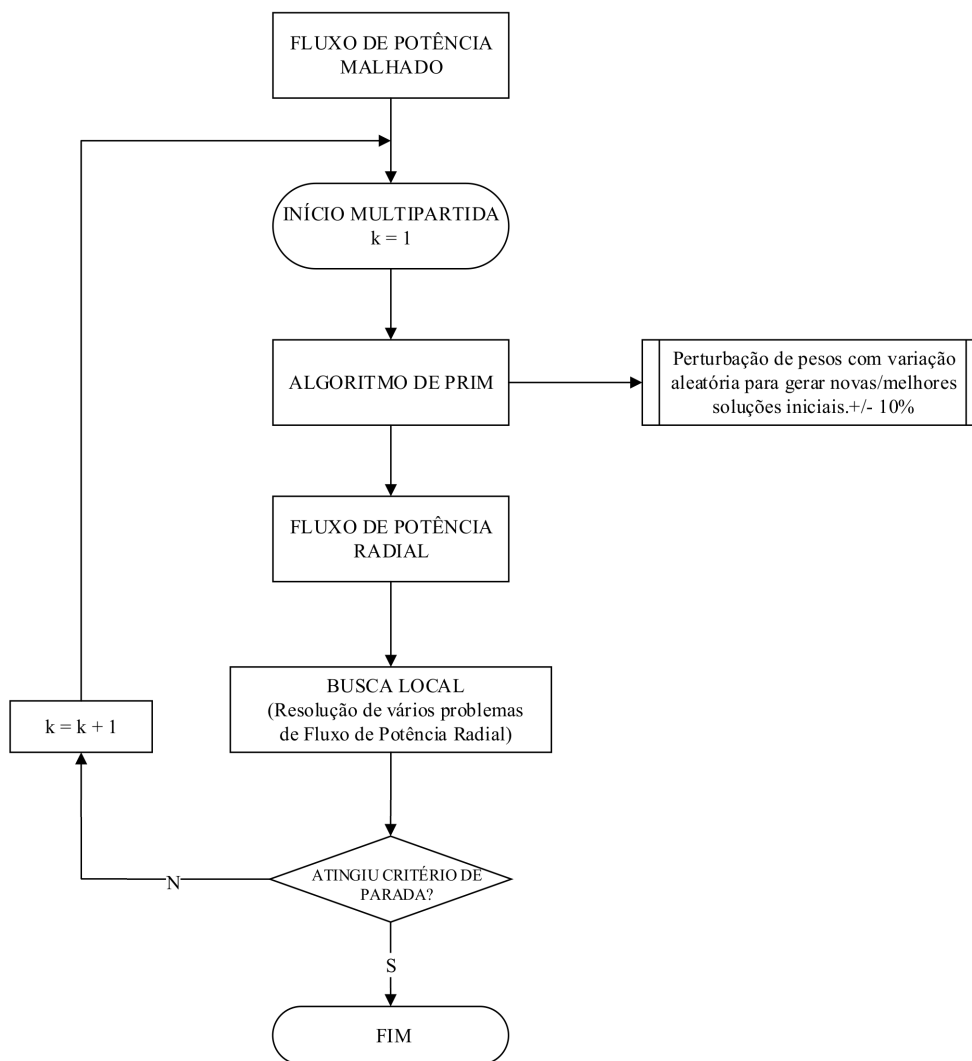 FLUXO DE POTÊNCIA
MALHADO
INÍCIO MULTIPARTIDA
k = 1
ALGORITMO DE PRIM
Perturbação de pesos com variação
aleatória para gerar novas/melhores
soluções iniciais.+/- 10%
FLUXO DE POTÊNCIA
RADIAL
BUSCA LOCAL
(Resolução de vários problemas
de Fluxo de Potência Radial)
k = k + 1
ATINGIU CRITÉRIO DE
PARADA?
N
S
FIM